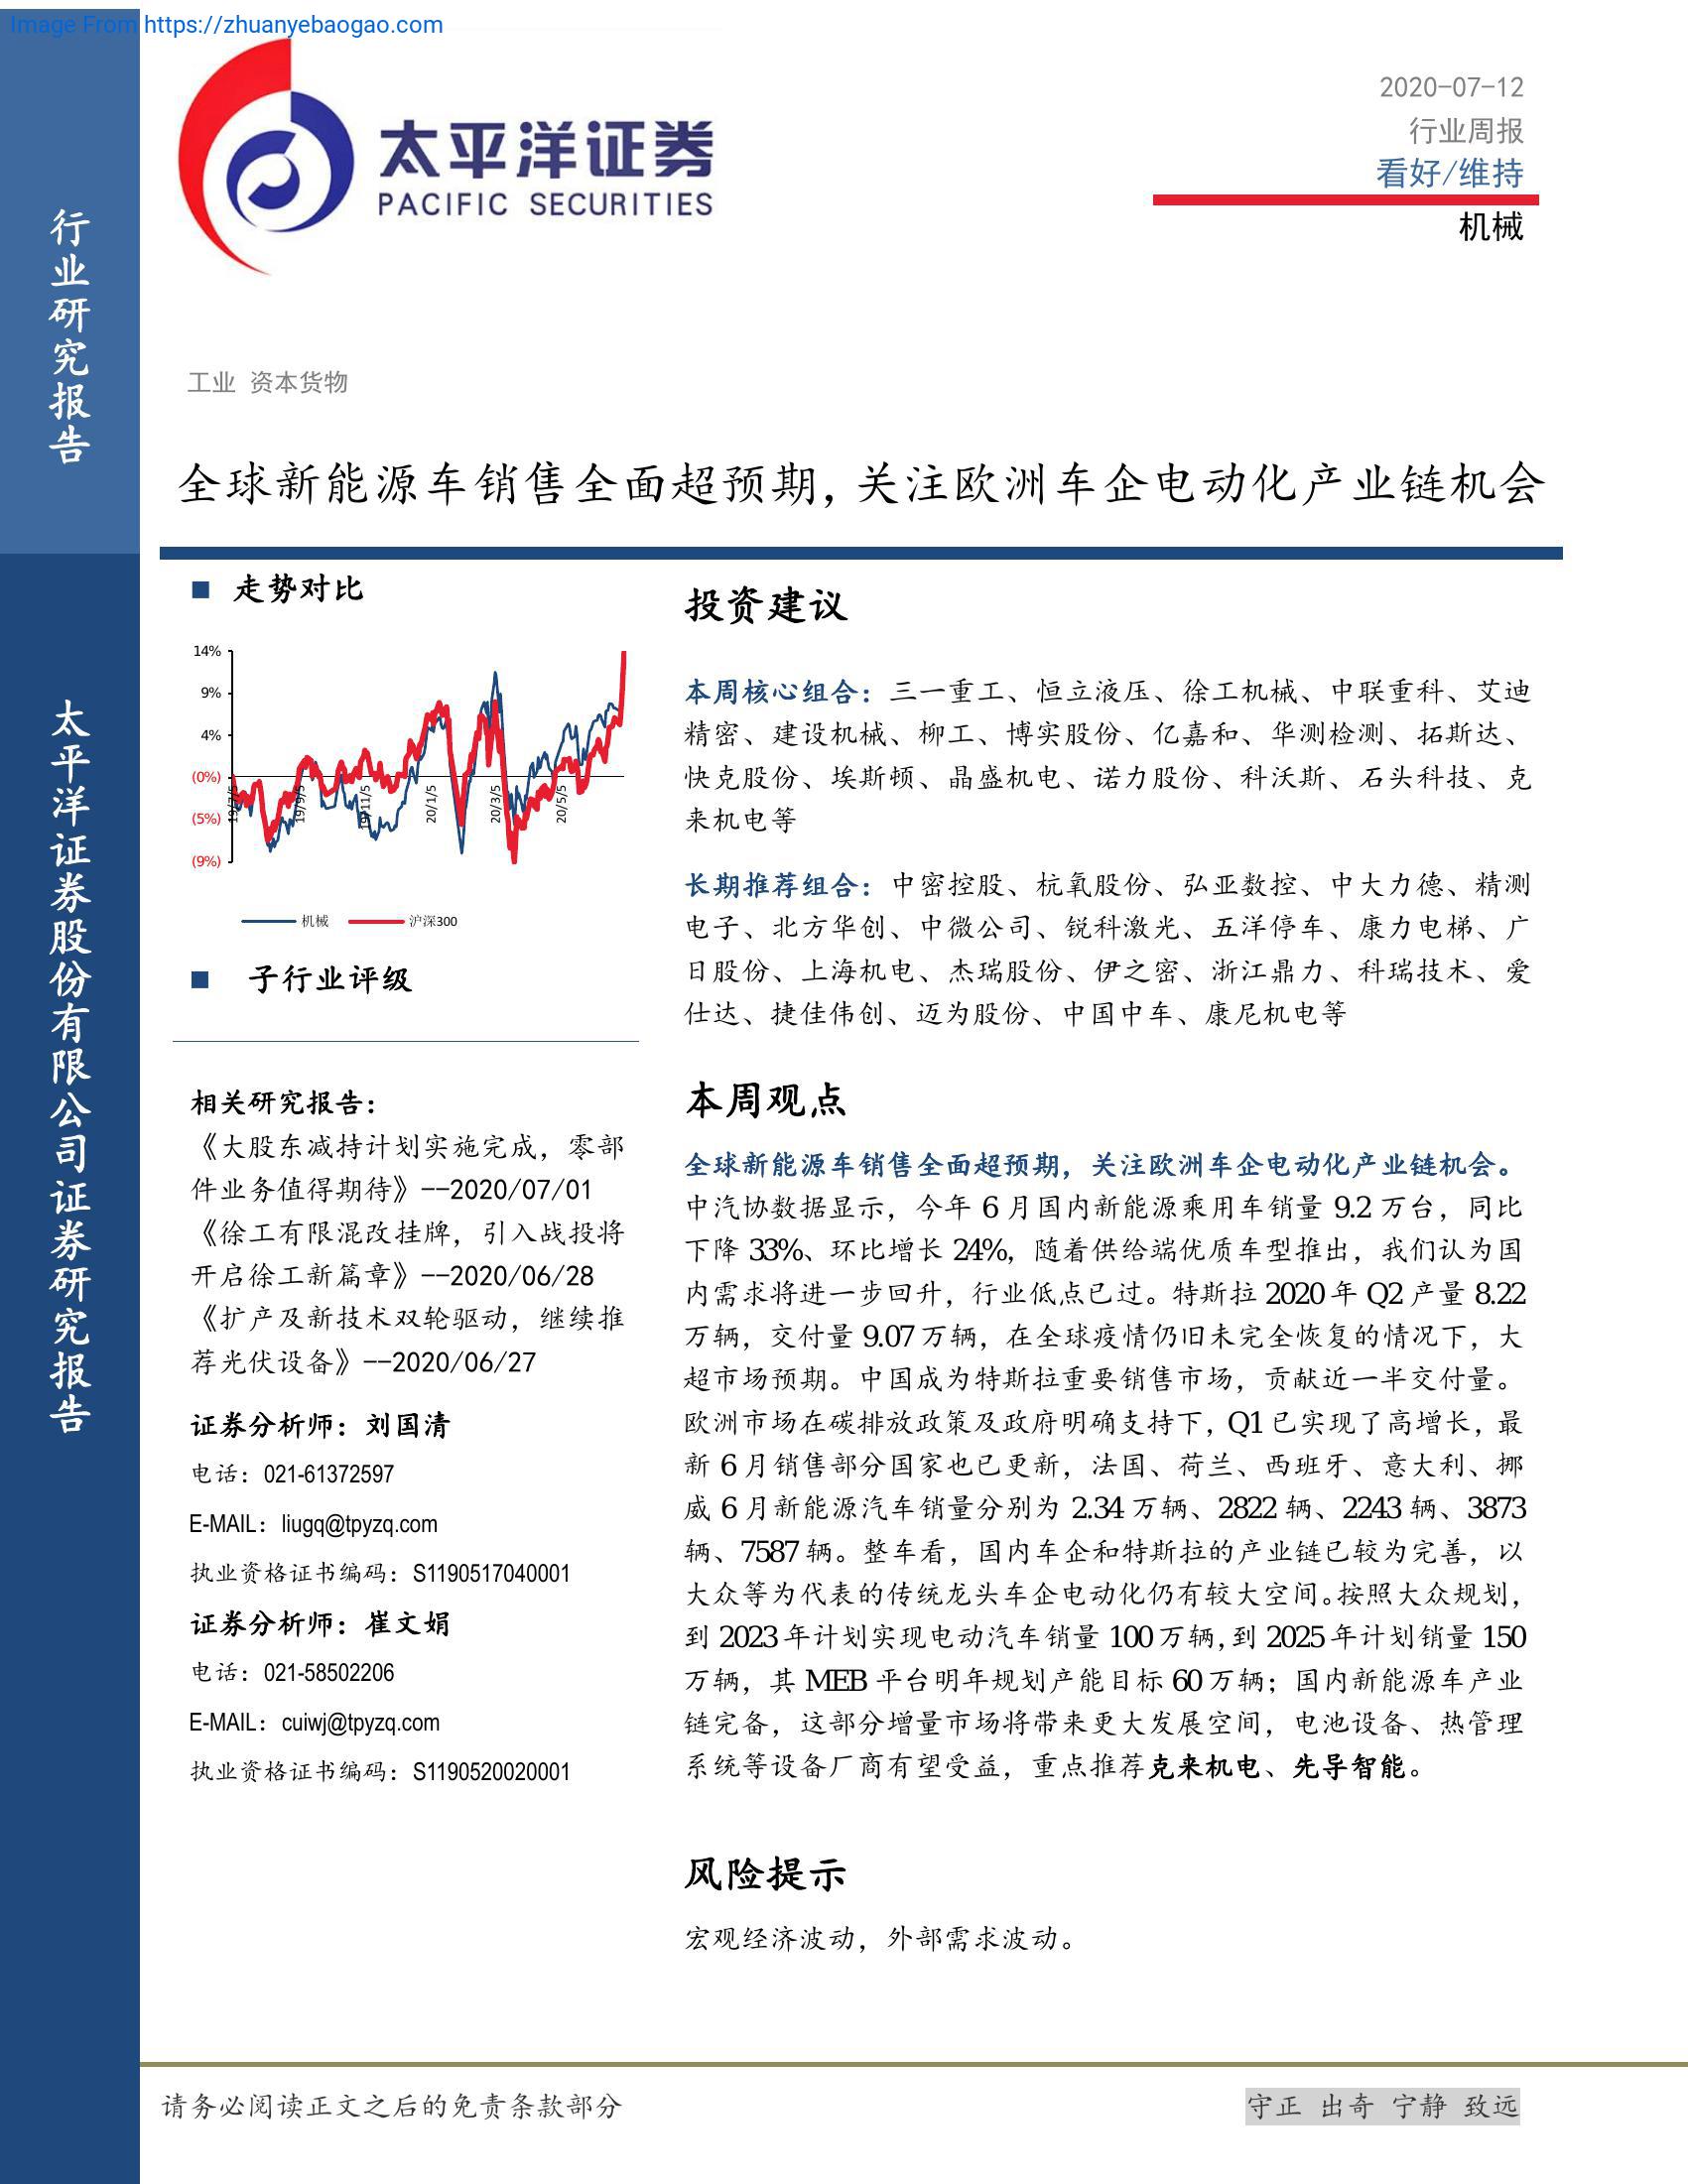 Image From https://zhuanyebaogao.com
行业研究报告
太平洋证券股份有限公司证券研究报告
太平洋证券
PACIFIC SECURITIES
2020-07-12
行业周报
看好/维持
机械
工业 资本货物
全球新能源车销售全面超预期，关注欧洲车企电动化产业链机会
■ 走势对比
14%
9%
4%
(0%)
(5%)
(9%)
19/7/5
19/9/5
19/11/5
20/1/5
20/3/5
20/5/5
机械 沪深300
■ 子行业评级
相关研究报告：
《大股东减持计划实施完成，零部
件业务值得期待》--2020/07/01
《徐工有限混改挂牌，引入战投将
开启徐工新篇章》--2020/06/28
《扩产及新技术双轮驱动，继续推
荐光伏设备》--2020/06/27
证券分析师：刘国清
电话：021-61372597
E-MAIL：liugq@tpyzq.com
执业资格证书编码：S1190517040001
证券分析师：崔文娟
电话：021-58502206
E-MAIL：cuiwj@tpyzq.com
执业资格证书编码：S1190520020001
投资建议
本周核心组合：三一重工、恒立液压、徐工机械、中联重科、艾迪
精密、建设机械、柳工、博实股份、亿嘉和、华测检测、拓斯达、
快克股份、埃斯顿、晶盛机电、诺力股份、科沃斯、石头科技、克
来机电等
长期推荐组合：中密控股、杭氧股份、弘亚数控、中大力德、精测
电子、北方华创、中微公司、锐科激光、五洋停车、康力电梯、广
日股份、上海机电、杰瑞股份、伊之密、浙江鼎力、科瑞技术、爱
仕达、捷佳伟创、迈为股份、中国中车、康尼机电等
本周观点
全球新能源车销售全面超预期，关注欧洲车企电动化产业链机会。
中汽协数据显示，今年 6 月国内新能源乘用车销量 9.2 万台，同比
下降 33%、环比增长 24%，随着供给端优质车型推出，我们认为国
内需求将进一步回升，行业低点已过。特斯拉 2020 年 Q2 产量 8.22
万辆，交付量 9.07 万辆，在全球疫情仍旧未完全恢复的情况下，大
超市场预期。中国成为特斯拉重要销售市场，贡献近一半交付量。
欧洲市场在碳排放政策及政府明确支持下，Q1 已实现了高增长，最
新 6 月销售部分国家也已更新，法国、荷兰、西班牙、意大利、挪
威 6 月新能源汽车销量分别为 2.34 万辆、2822 辆、2243 辆、3873
辆、7587 辆。整车看，国内车企和特斯拉的产业链已较为完善，以
大众等为代表的传统龙头车企电动化仍有较大空间。按照大众规划，
到 2023 年计划实现电动汽车销量 100 万辆，到 2025 年计划销量 150
万辆，其 MEB 平台明年规划产能目标 60 万辆；国内新能源车产业
链完备，这部分增量市场将带来更大发展空间，电池设备、热管理
系统等设备厂商有望受益，重点推荐克来机电、先导智能。
风险提示
宏观经济波动，外部需求波动。
请务必阅读正文之后的免责条款部分
守正 出奇 宁静 致远